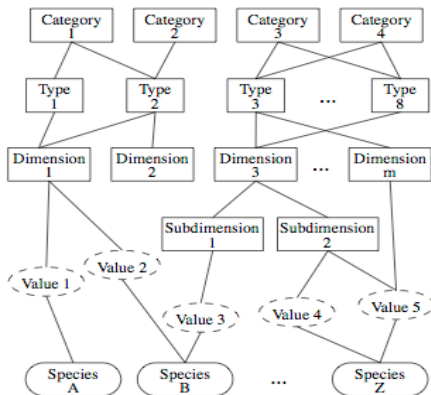 Category Category Category Category
1 2 3 4
Type Type Type Type
1 2 3 ... 8
Dimension Dimension Dimension Dimension
1 2 3 ... m
Subdimension Subdimension
1 2
Value 1 Value 2
Value 3 Value 4 Value 5
Species Species Species
A B ... Z